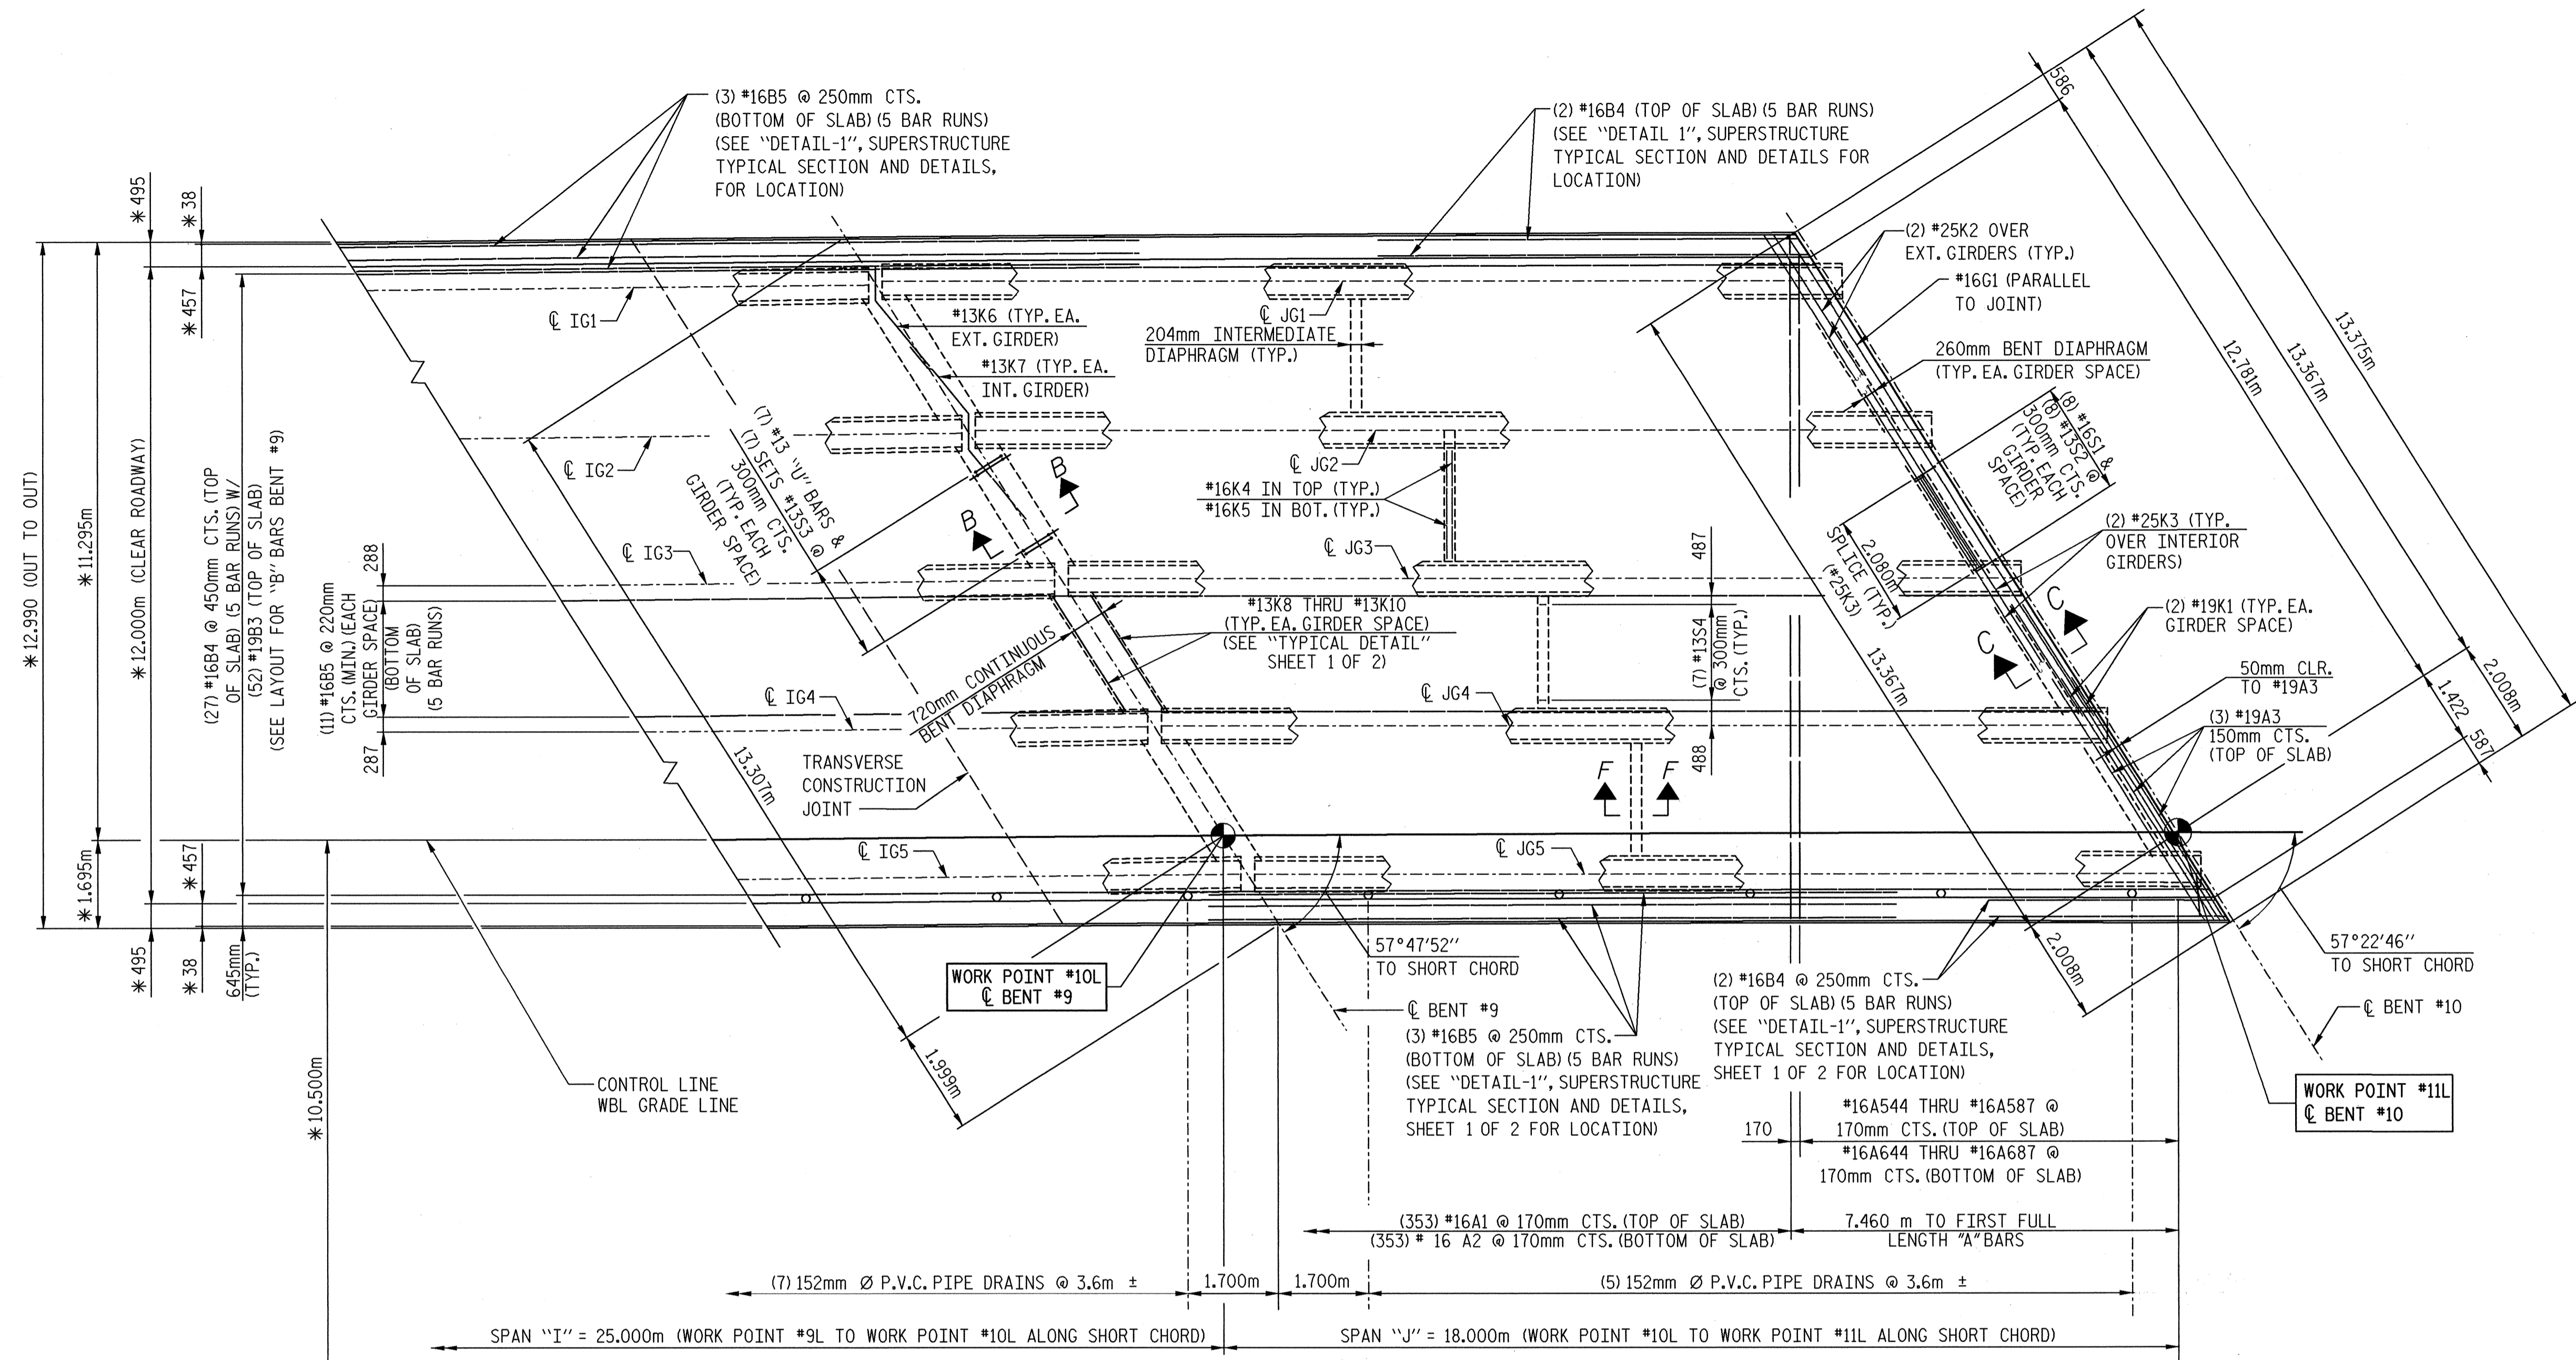 (3) #16B5 @ 250mm CTS.
(BOTTOM OF SLAB) (5 BAR RUNS)
(SEE ``DETAIL-1'', SUPERSTRUCTURE
TYPICAL SECTION AND DETAILS,
FOR LOCATION)
(2) #16B4 (TOP OF SLAB) (5 BAR RUNS)
(SEE ``DETAIL 1'', SUPERSTRUCTURE
TYPICAL SECTION AND DETAILS FOR
LOCATION)
586
13.375m
13.367m
12.781m
(2) #25K2 OVER
EXT. GIRDERS (TYP.)
#16G1 (PARALLEL
TO JOINT)
260mm BENT DIAPHRAGM
(TYP. EA. GIRDER SPACE)
(8) #16S1 &
(8) #13S2 @
300mm CTS.
(TYP. EACH
GIRDER
SPACE)
(2) #25K3 (TYP.
OVER INTERIOR
GIRDERS)
2.080m
SPLICE (TYP.)
(#25K3)
(2) #19K1 (TYP. EA.
GIRDER SPACE)
50mm CLR.
TO #19A3
(3) #19A3
150mm CTS.
(TOP OF SLAB)
2.008m
1.422
587
C
C
✳495
✳38
✳457
✳12.990 (OUT TO OUT)
✳11.295m
✳12.000m (CLEAR ROADWAY)
(27) #16B4 @ 450mm CTS. (TOP
OF SLAB) (5 BAR RUNS) W/
(52) #19B3 (TOP OF SLAB)
(SEE LAYOUT FOR ``B'' BARS BENT #9)
(11) #16B5 @ 220mm
CTS. (MIN.) (EACH
GIRDER SPACE)
(BOTTOM
OF SLAB)
(5 BAR RUNS)
288
287
✳1.695m
✳457
✳495
✳38
645mm
(TYP.)
✳10.500m
℄ IG1
℄ IG2
℄ IG3
℄ IG4
℄ IG5
℄ JG1
℄ JG2
℄ JG3
℄ JG4
℄ JG5
#13K6 (TYP. EA.
EXT. GIRDER)
#13K7 (TYP. EA.
INT. GIRDER)
204mm INTERMEDIATE
DIAPHRAGM (TYP.)
(7) #13 ``U'' BARS &
(7) SETS #13S3 @
300mm CTS.
(TYP. EACH
GIRDER SPACE)
B
B
#16K4 IN TOP (TYP.)
#16K5 IN BOT. (TYP.)
#13K8 THRU #13K10
(TYP. EA. GIRDER SPACE)
(SEE ``TYPICAL DETAIL''
SHEET 1 OF 2)
720mm CONTINUOUS
BENT DIAPHRAGM
487
(7) #13S4
@ 300mm
CTS. (TYP.)
488
13.367m
2.008m
F
F
13.307m
1.999m
TRANSVERSE
CONSTRUCTION
JOINT
CONTROL LINE
WBL GRADE LINE
WORK POINT #10L
℄ BENT #9
57°47'52''
TO SHORT CHORD
℄ BENT #9
57°22'46''
TO SHORT CHORD
℄ BENT #10
WORK POINT #11L
℄ BENT #10
(3) #16B5 @ 250mm CTS.
(BOTTOM OF SLAB) (5 BAR RUNS)
(SEE ``DETAIL-1'', SUPERSTRUCTURE
TYPICAL SECTION AND DETAILS,
SHEET 1 OF 2 FOR LOCATION)
(2) #16B4 @ 250mm CTS.
(TOP OF SLAB) (5 BAR RUNS)
(SEE ``DETAIL-1'', SUPERSTRUCTURE
TYPICAL SECTION AND DETAILS,
SHEET 1 OF 2 FOR LOCATION)
170
#16A544 THRU #16A587 @
170mm CTS. (TOP OF SLAB)
#16A644 THRU #16A687 @
170mm CTS. (BOTTOM OF SLAB)
(353) #16A1 @ 170mm CTS. (TOP OF SLAB)
(353) # 16 A2 @ 170mm CTS. (BOTTOM OF SLAB)
7.460 m TO FIRST FULL
LENGTH "A" BARS
(7) 152mm Ø P.V.C. PIPE DRAINS @ 3.6m ±
1.700m
1.700m
(5) 152mm Ø P.V.C. PIPE DRAINS @ 3.6m ±
SPAN ``I'' = 25.000m (WORK POINT #9L TO WORK POINT #10L ALONG SHORT CHORD)
SPAN ``J'' = 18.000m (WORK POINT #10L TO WORK POINT #11L ALONG SHORT CHORD)